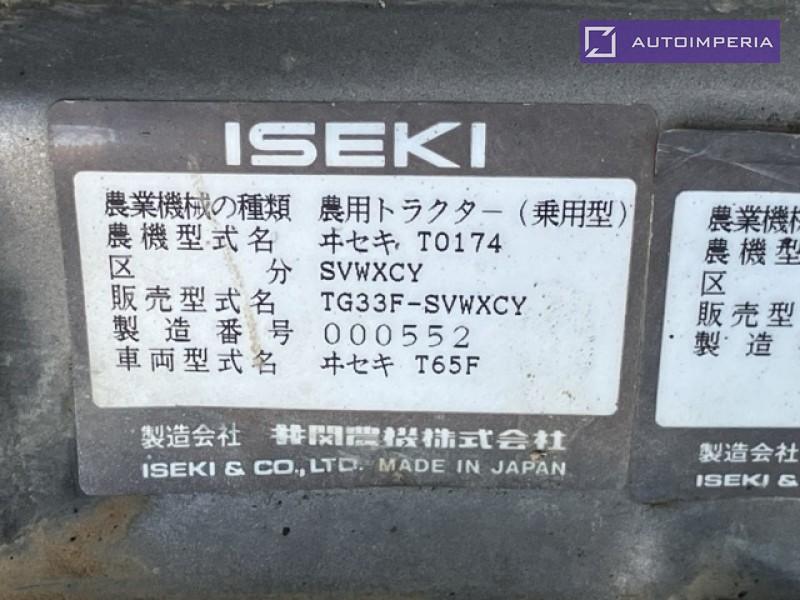 AUTOIMPERIA
ISEKI
農業機械の種類 農用トラクター(乗用型)
農機型式名 ヰセキ T0174
区分 SVWXCY
販売型式名 TG33F-SVWXCY
製造番号 000552
車両型式名 ヰセキ T65F
製造会社 井関農機株式会社
ISEKI & CO., LTD. MADE IN JAPAN
農業機
農機型
区
販売型
製造
製造会社
ISEKI &